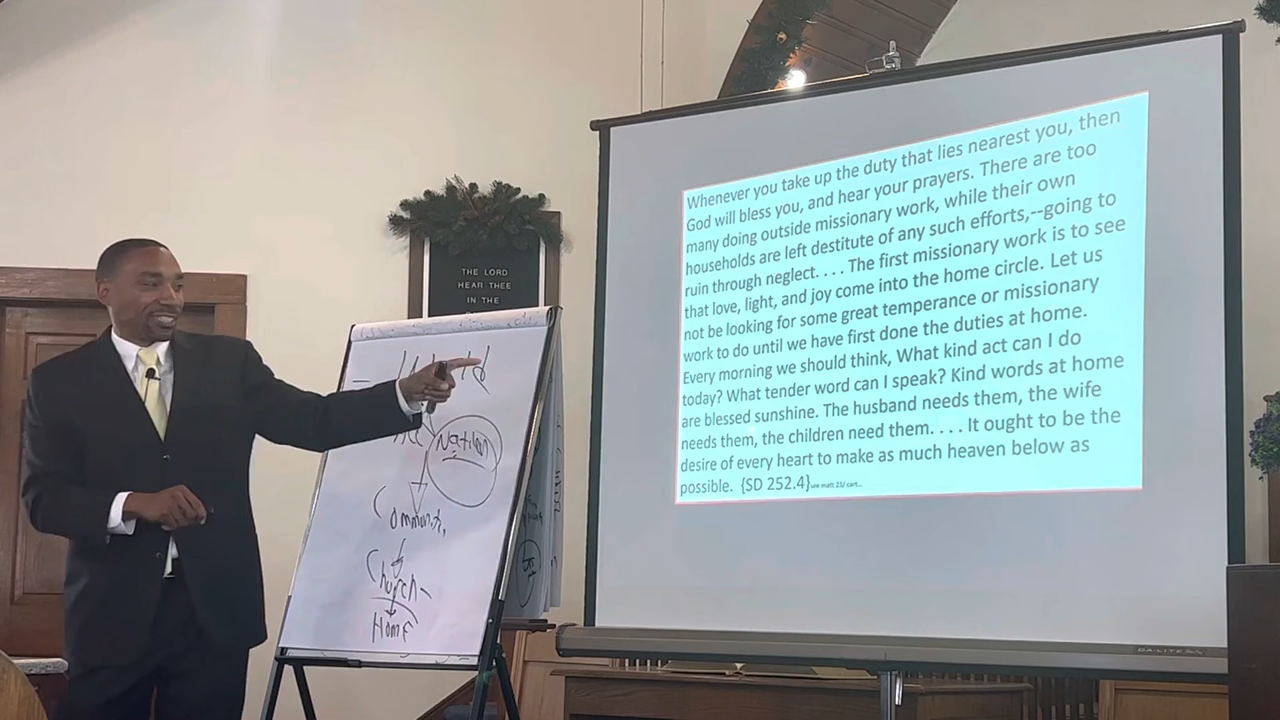 THE LORD
HEAR THEE
IN THE
Nation
Community
Church-
Home
Whenever you take up the duty that lies nearest you, then
God will bless you, and hear your prayers. There are too
many doing outside missionary work, while their own
households are left destitute of any such efforts,--going to
ruin through neglect. . . . The first missionary work is to see
that love, light, and joy come into the home circle. Let us
not be looking for some great temperance or missionary
work to do until we have first done the duties at home.
Every morning we should think, What kind act can I do
today? What tender word can I speak? Kind words at home
are blessed sunshine. The husband needs them, the wife
needs them, the children need them. . . . It ought to be the
desire of every heart to make as much heaven below as
possible. {SD 252.4}
DA-LITE